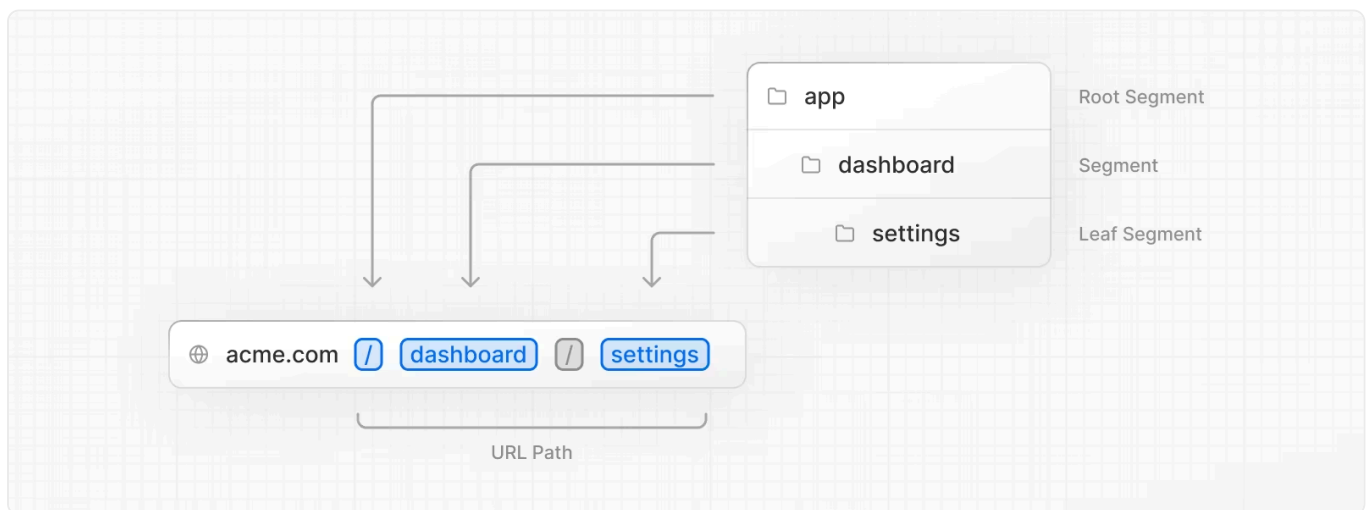 app
Root Segment
dashboard
Segment
settings
Leaf Segment
acme.com / dashboard / settings
URL Path